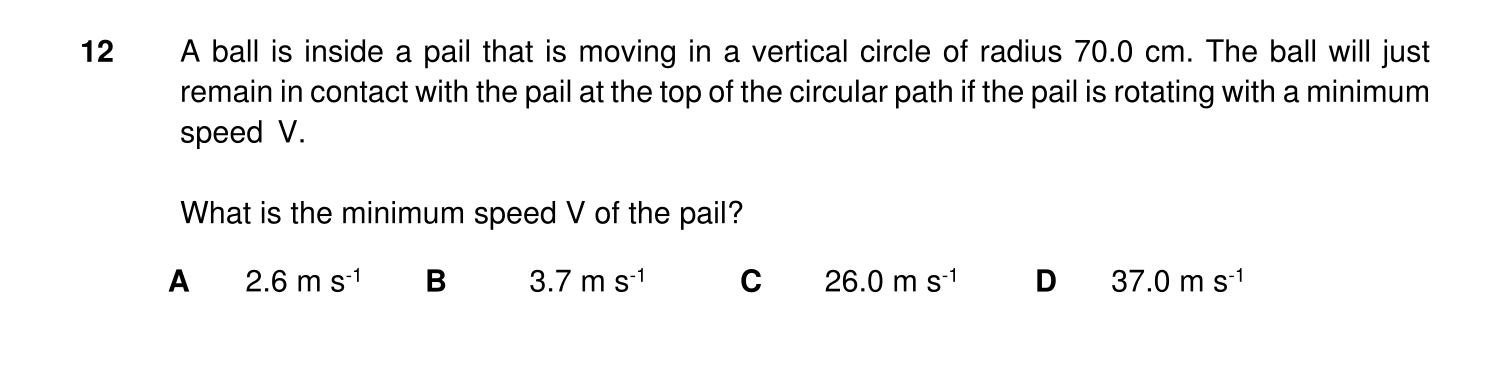 12 A ball is inside a pail that is moving in a vertical circle of radius 70.0 cm. The ball will just
remain in contact with the pail at the top of the circular path if the pail is rotating with a minimum
speed V.
What is the minimum speed V of the pail?
A 2.6 m s⁻¹ B 3.7 m s⁻¹ C 26.0 m s⁻¹ D 37.0 m s⁻¹